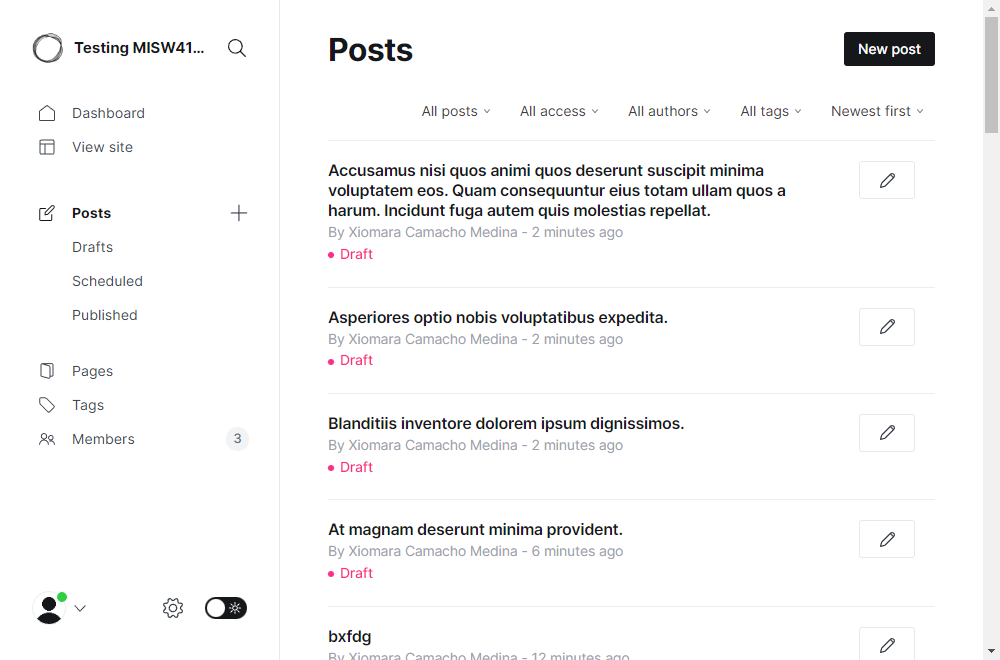 Testing MISW41...
Dashboard
View site
Posts
Drafts
Scheduled
Published
Pages
Tags
Members 3
Posts
New post
All posts All access All authors All tags Newest first
Accusamus nisi quos animi quos deserunt suscipit minima
voluptatem eos. Quam consequuntur eius totam ullam quos a
harum. Incidunt fuga autem quis molestias repellat.
By Xiomara Camacho Medina - 2 minutes ago
Draft
Asperiores optio nobis voluptatibus expedita.
By Xiomara Camacho Medina - 2 minutes ago
Draft
Blanditiis inventore dolorem ipsum dignissimos.
By Xiomara Camacho Medina - 2 minutes ago
Draft
At magnam deserunt minima provident.
By Xiomara Camacho Medina - 6 minutes ago
Draft
bxfdg
By Xiomara Camacho Medina - 12 minutes ago